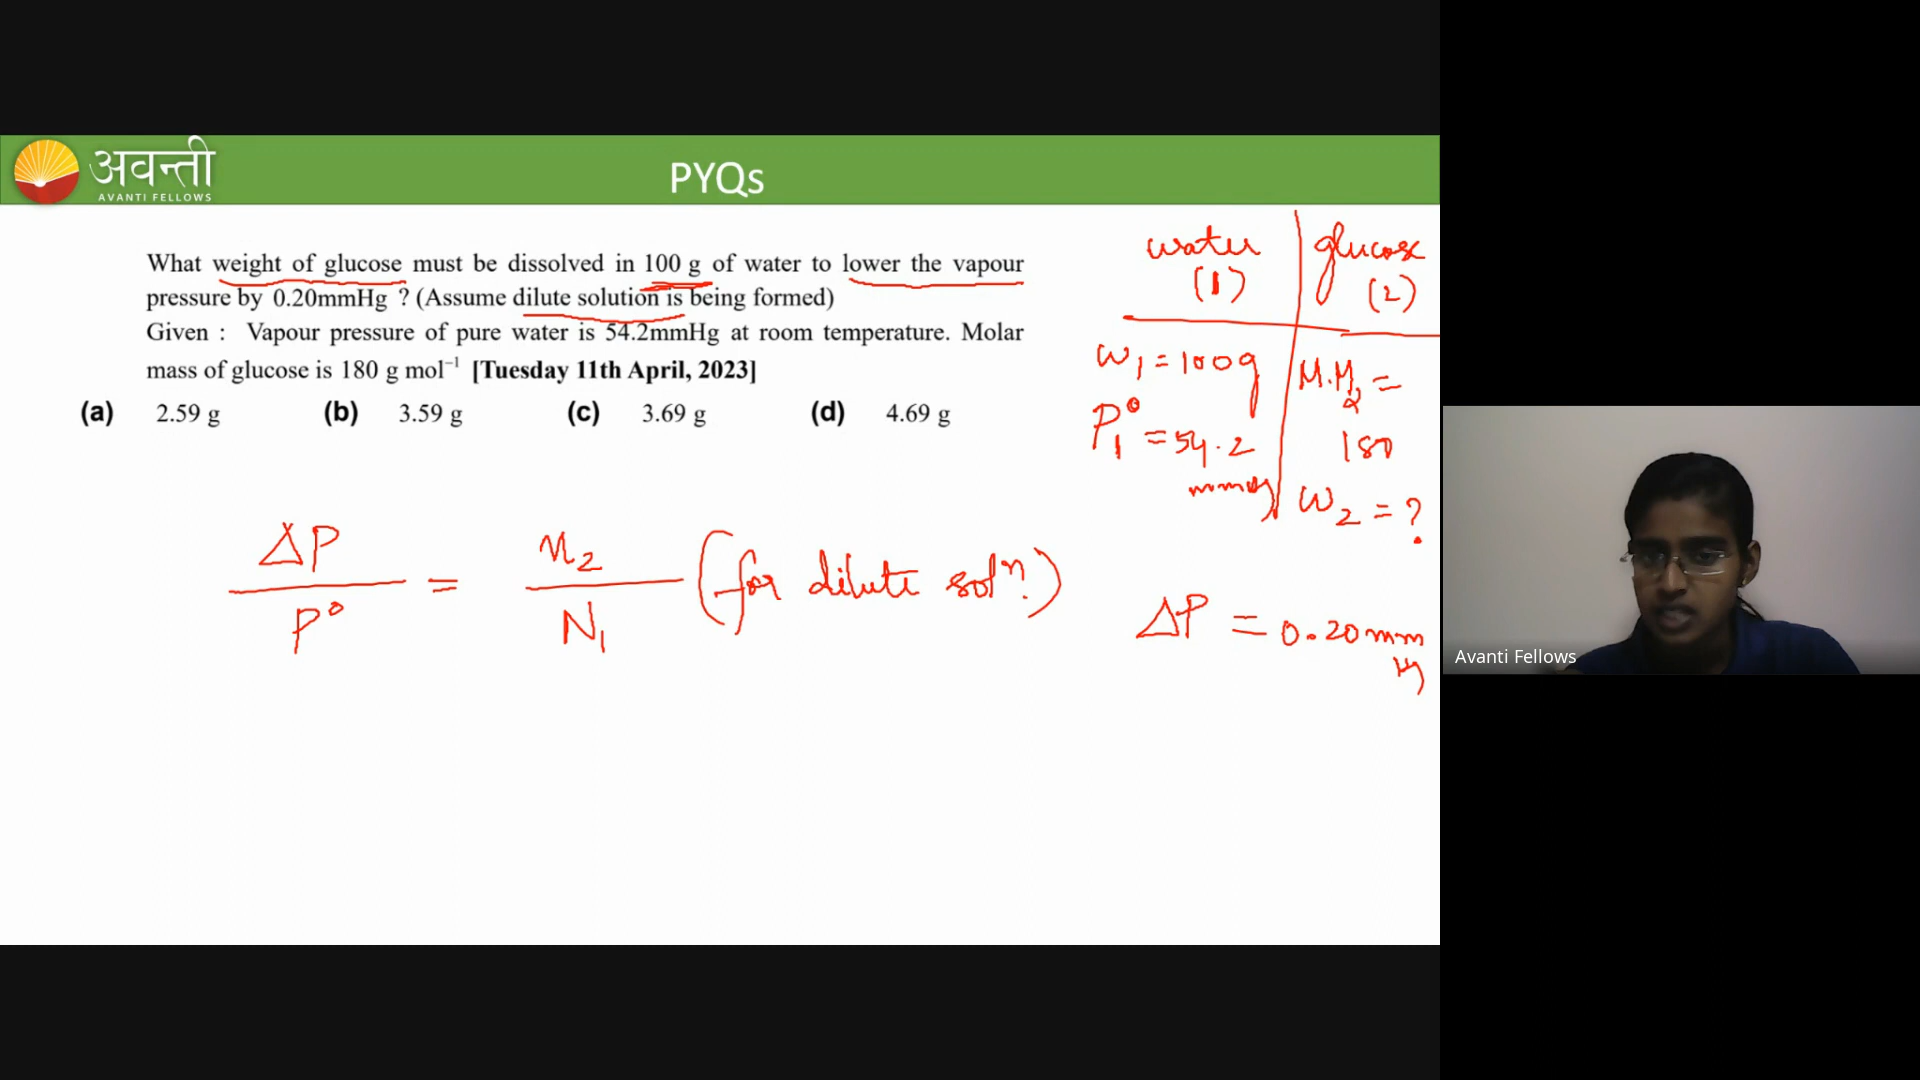 अवन्ती
AVANTI FELLOWS
PYQs
What weight of glucose must be dissolved in 100 g of water to lower the vapour
pressure by 0.20mmHg ? (Assume dilute solution is being formed)
Given : Vapour pressure of pure water is 54.2mmHg at room temperature. Molar
mass of glucose is 180 g mol⁻¹ [Tuesday 11th April, 2023]
(a) 2.59 g (b) 3.59 g (c) 3.69 g (d) 4.69 g
water (1) | glucose (2)
W₁ = 100g
P₁⁰ = 54.2
mmHg
M.M₂ =
180
W₂ = ?
ΔP / P⁰ = n₂ / N₁ (for dilute solⁿ)
ΔP = 0.20mm
Hg
Avanti Fellows